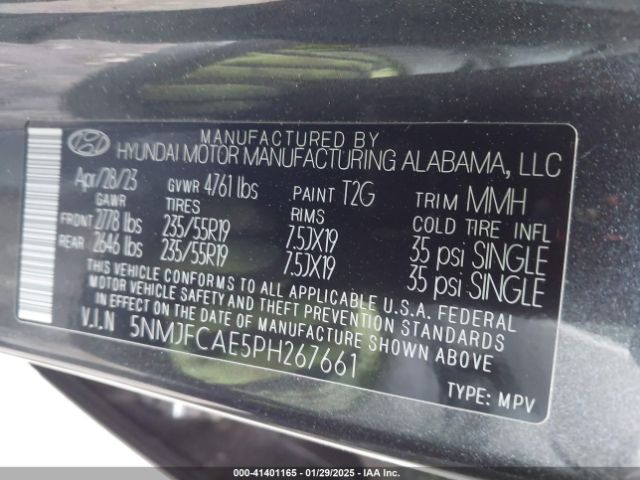 MANUFACTURED BY
HYUNDAI MOTOR MANUFACTURING ALABAMA, LLC
Apr/28/23 GVWR 4761 lbs PAINT T2G TRIM MMH
GAWR TIRES RIMS COLD TIRE INFL
FRONT 2778 lbs 235/55R19 7.5JX19 35 psi SINGLE
REAR 2646 lbs 235/55R19 7.5JX19 35 psi SINGLE
THIS VEHICLE CONFORMS TO ALL APPLICABLE U.S.A. FEDERAL
MOTOR VEHICLE SAFETY AND THEFT PREVENTION STANDARDS
IN EFFECT ON THE DATE OF MANUFACTURE SHOWN ABOVE.
V.I.N 5NMJFCAE5PH267661
TYPE: MPV
000-41401165 - 01/29/2025 - IAA Inc.